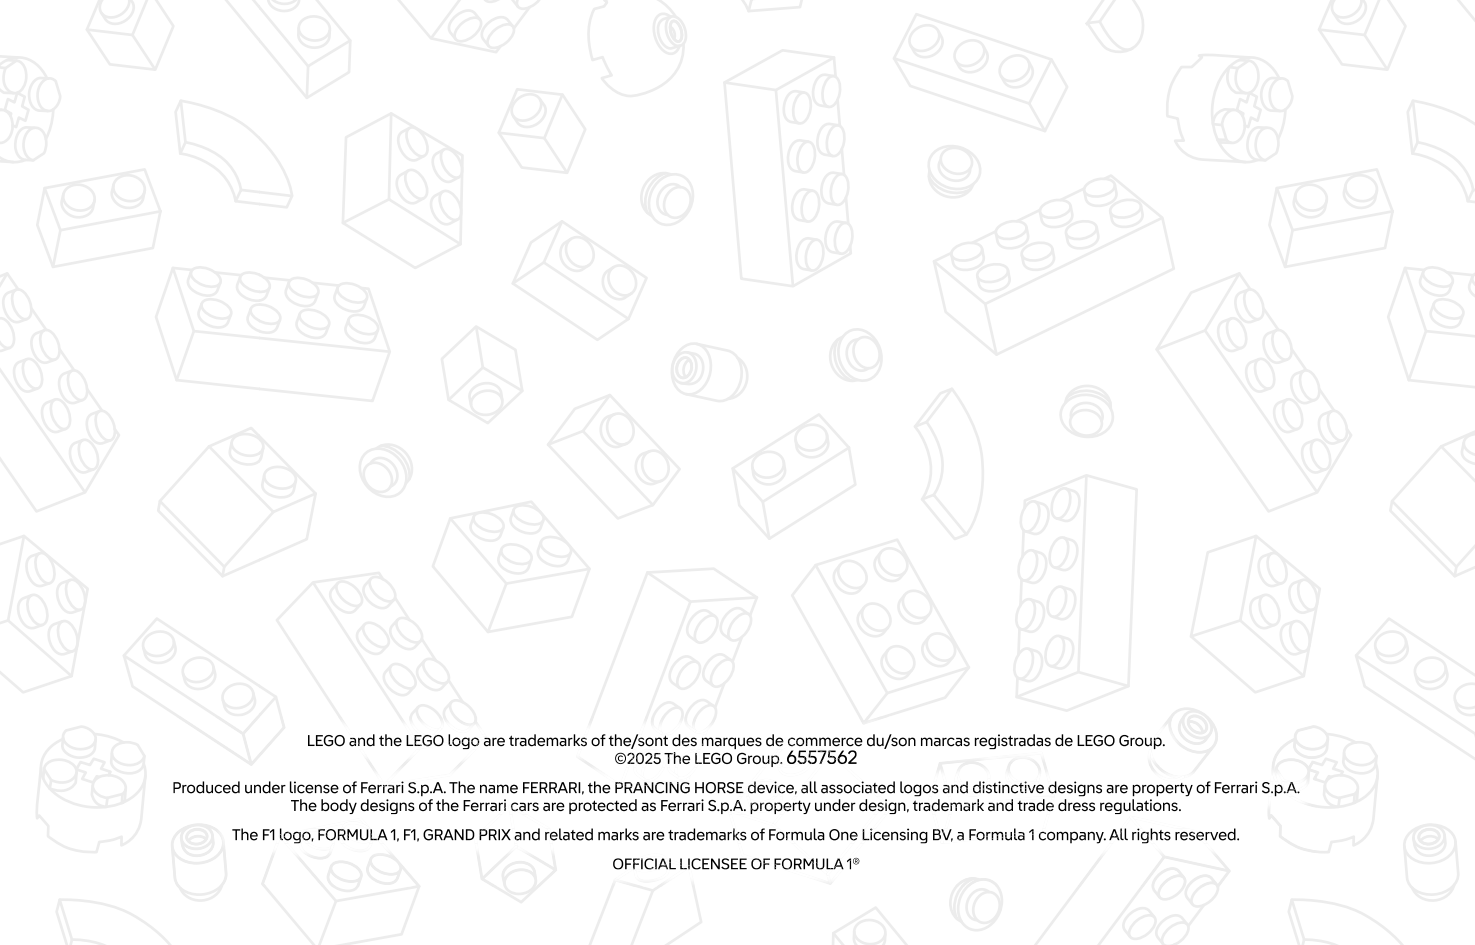 LEGO and the LEGO logo are trademarks of the/sont des marques de commerce du/son marcas registradas de LEGO Group.
©2025 The LEGO Group. 6557562
Produced under license of Ferrari S.p.A. The name FERRARI, the PRANCING HORSE device, all associated logos and distinctive designs are property of Ferrari S.p.A.
The body designs of the Ferrari cars are protected as Ferrari S.p.A. property under design, trademark and trade dress regulations.
The F1 logo, FORMULA 1, F1, GRAND PRIX and related marks are trademarks of Formula One Licensing BV, a Formula 1 company. All rights reserved.
OFFICIAL LICENSEE OF FORMULA 1®